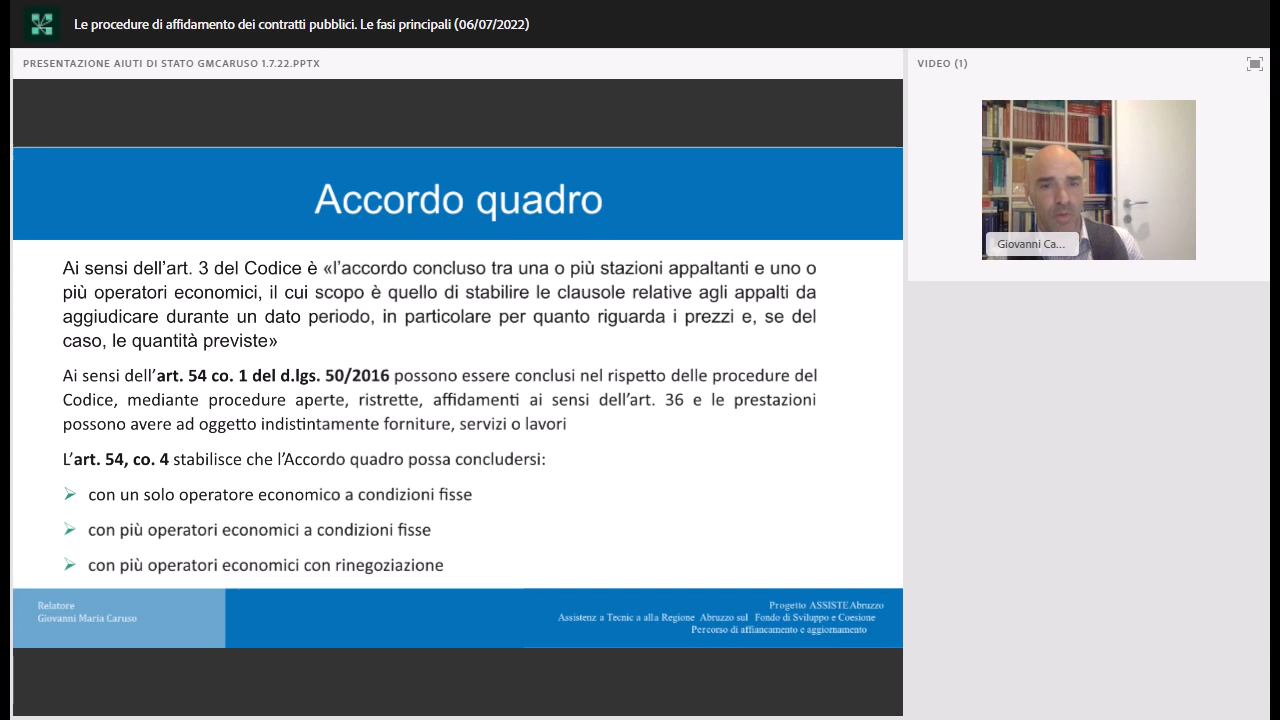 Le procedure di affidamento dei contratti pubblici. Le fasi principali (06/07/2022)
PRESENTAZIONE AIUTI DI STATO GMCARUSO 1.7.22.PPTX
VIDEO (1)
Accordo quadro
Ai sensi dell'art. 3 del Codice è «l'accordo concluso tra una o più stazioni appaltanti e uno o
più operatori economici, il cui scopo è quello di stabilire le clausole relative agli appalti da
aggiudicare durante un dato periodo, in particolare per quanto riguarda i prezzi e, se del
caso, le quantità previste»
Ai sensi dell'art. 54 co. 1 del d.lgs. 50/2016 possono essere conclusi nel rispetto delle procedure del
Codice, mediante procedure aperte, ristrette, affidamenti ai sensi dell'art. 36 e le prestazioni
possono avere ad oggetto indistintamente forniture, servizi o lavori
L'art. 54, co. 4 stabilisce che l'Accordo quadro possa concludersi:
con un solo operatore economico a condizioni fisse
con più operatori economici a condizioni fisse
con più operatori economici con rinegoziazione
Relatore
Giovanni Maria Caruso
Progetto ASSISTE Abruzzo
Assistenz a Tecnic a alla Regione Abruzzo sul Fondo di Sviluppo e Coesione
Percorso di affiancamento e aggiornamento
Giovanni Ca...